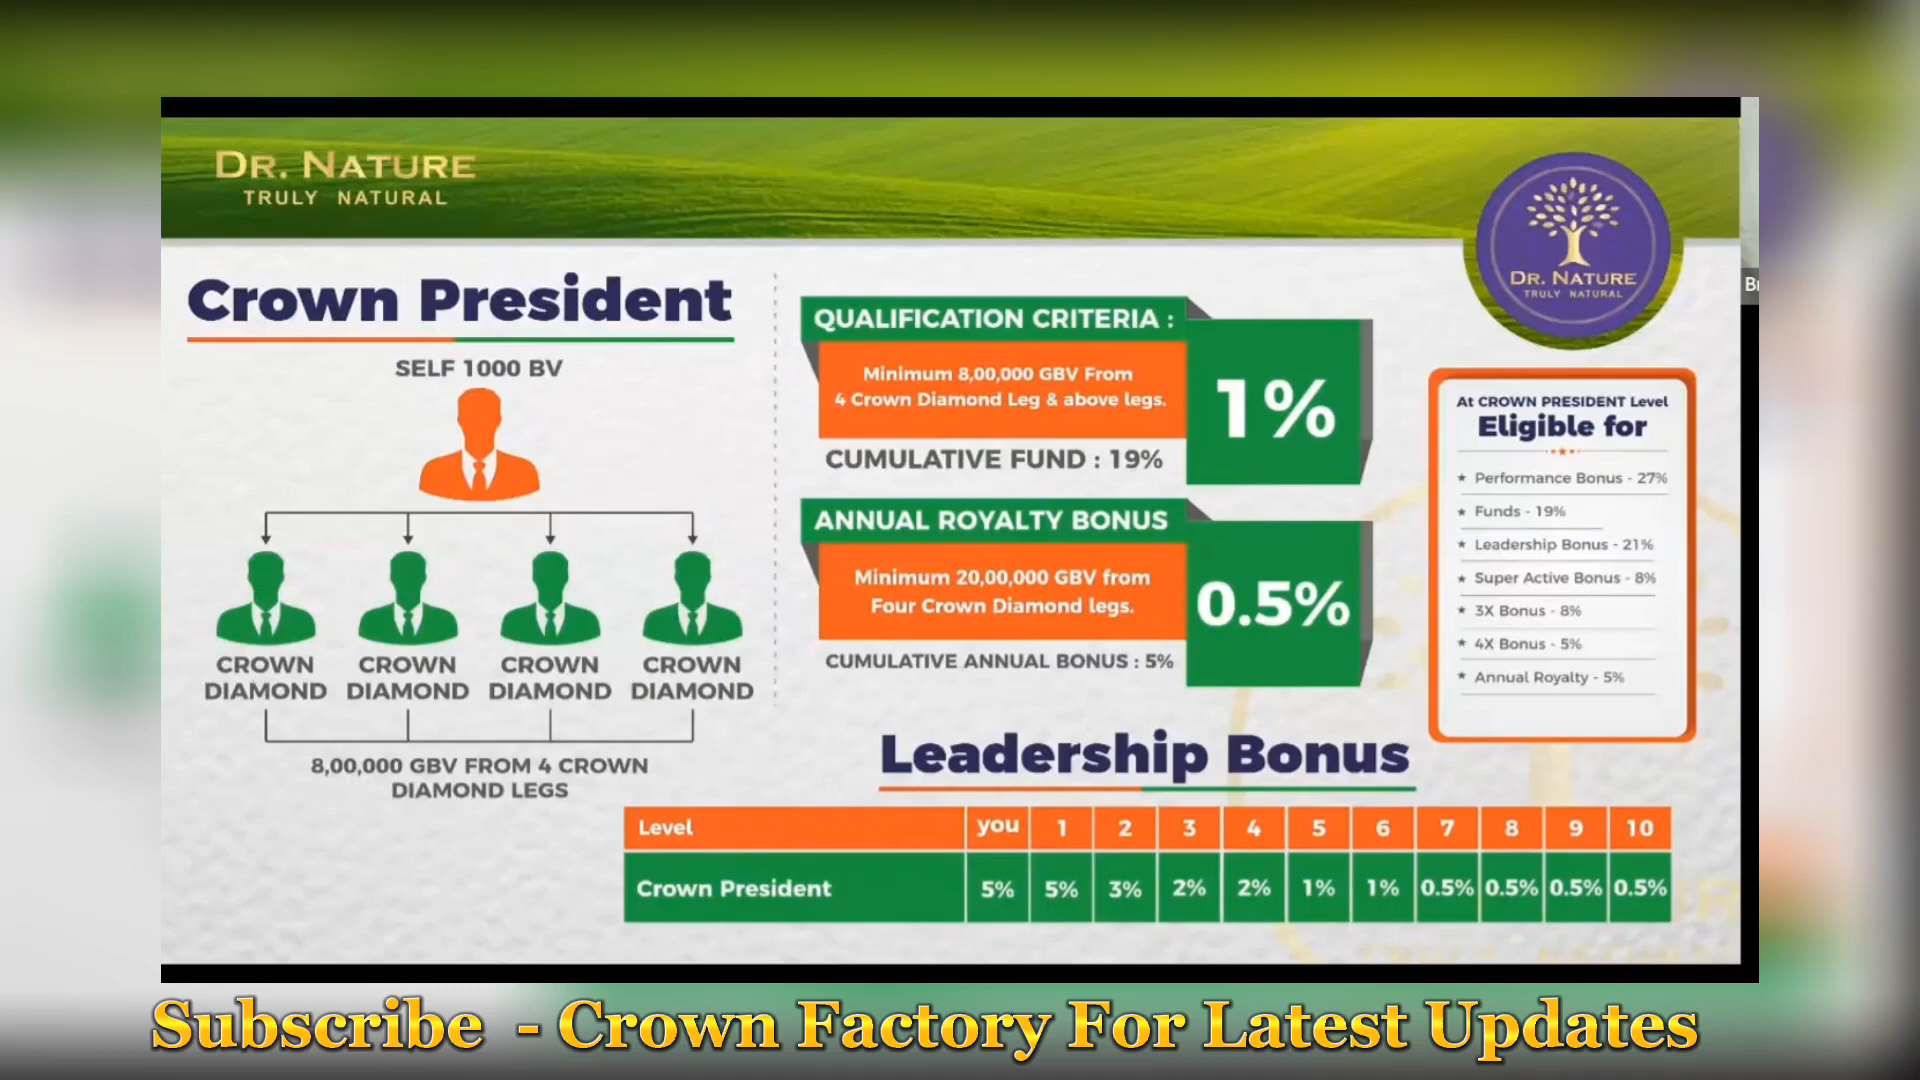 DR. NATURE
TRULY NATURAL
DR. NATURE
TRULY NATURAL
Br
Crown President
SELF 1000 BV
CROWN DIAMOND
CROWN DIAMOND
CROWN DIAMOND
CROWN DIAMOND
8,00,000 GBV FROM 4 CROWN
DIAMOND LEGS
QUALIFICATION CRITERIA :
Minimum 8,00,000 GBV From
4 Crown Diamond Leg & above legs.
1%
CUMULATIVE FUND : 19%
ANNUAL ROYALTY BONUS
Minimum 20,00,000 GBV from
Four Crown Diamond legs.
0.5%
CUMULATIVE ANNUAL BONUS : 5%
At CROWN PRESIDENT Level
Eligible for
★ Performance Bonus - 27%
★ Funds - 19%
★ Leadership Bonus - 21%
★ Super Active Bonus - 8%
★ 3X Bonus - 8%
★ 4X Bonus - 5%
★ Annual Royalty - 5%
Leadership Bonus
Level you 1 2 3 4 5 6 7 8 9 10
Crown President 5% 5% 3% 2% 2% 1% 1% 0.5% 0.5% 0.5% 0.5%
Subscribe - Crown Factory For Latest Updates